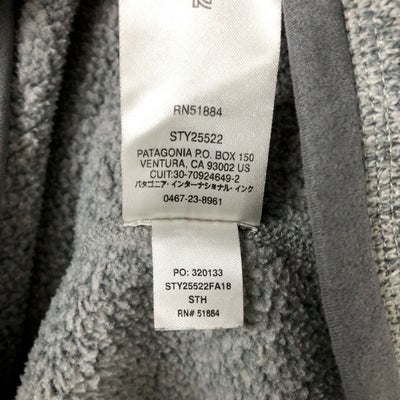 RN51884
STY25522
PATAGONIA P.O. BOX 150
VENTURA, CA 93002 US
CUIT:30-70924649-2
パタゴニア・インターナショナル・インク
0467-23-8961
PO: 320133
STY25522FA18
STH
RN# 51884